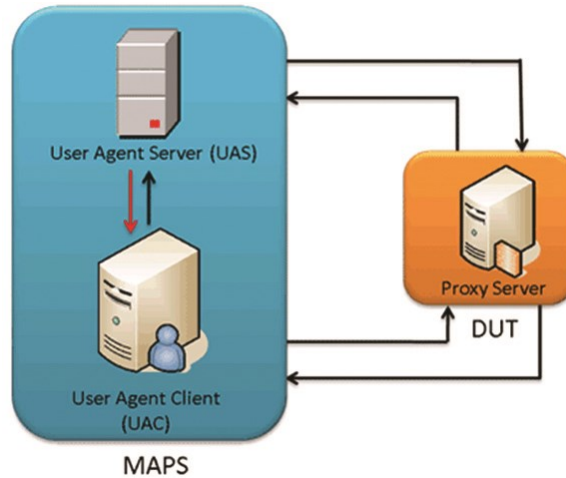 User Agent Server (UAS)
Proxy Server
DUT
User Agent Client
(UAC)
MAPS